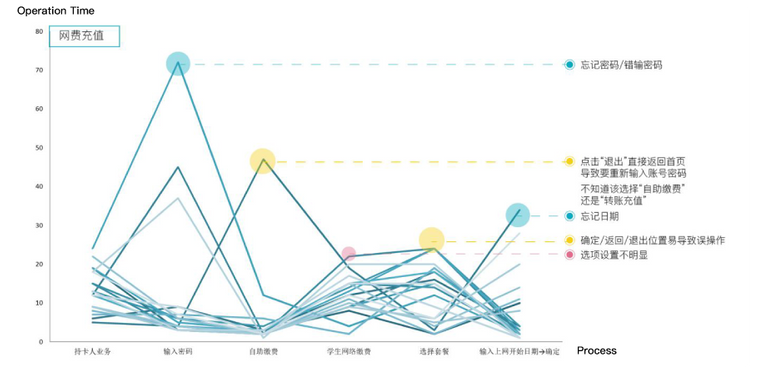 Operation Time
网费充值
80
70
60
50
40
30
20
10
0
忘记密码/错输密码
点击“退出”直接返回首页
导致要重新输入账号密码
不知道该选择“自助缴费”
还是“转账充值”
忘记日期
确定/返回/退出位置易导致误操作
选项设置不明显
持卡人业务
输入密码
自助缴费
学生网络缴费
选择套餐
输入上网开始日期→确定
Process